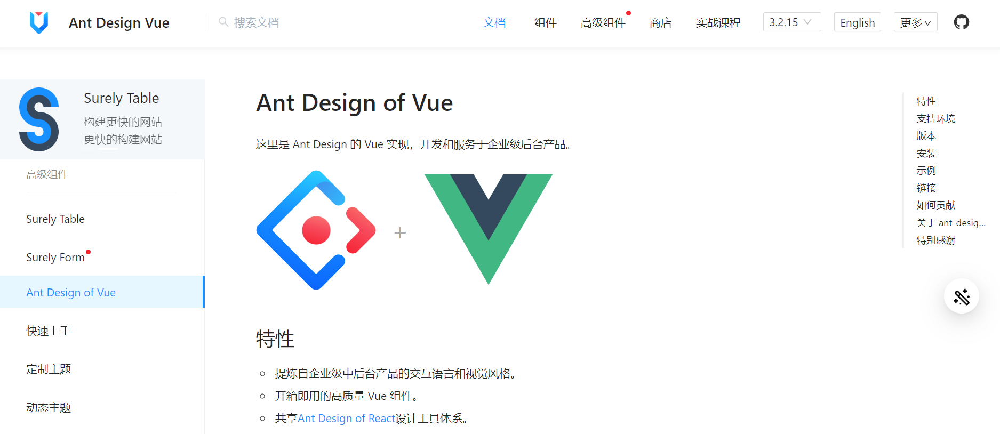 Ant Design Vue
搜索文档
文档
组件
高级组件
商店
实战课程
3.2.15
English
更多
Surely Table
构建更快的网站
更快的构建网站
高级组件
Surely Table
Surely Form
Ant Design of Vue
快速上手
定制主题
动态主题
Ant Design of Vue
这里是 Ant Design 的 Vue 实现，开发和服务于企业级后台产品。
+
特性
提炼自企业级中后台产品的交互语言和视觉风格。
开箱即用的高质量 Vue 组件。
共享Ant Design of React设计工具体系。
特性
支持环境
版本
安装
示例
链接
如何贡献
关于 ant-desig...
特别感谢